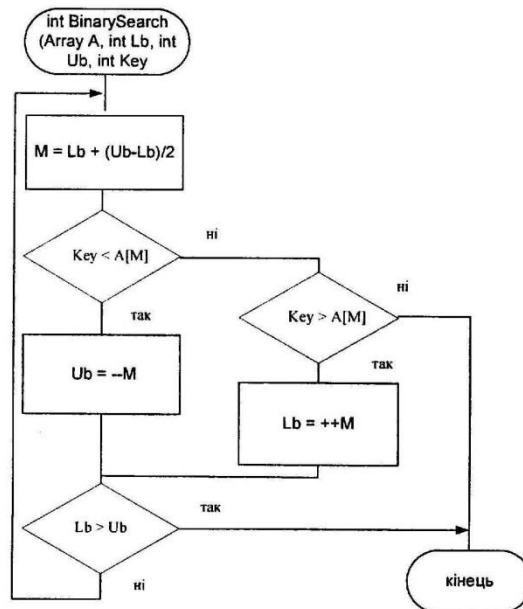 int BinarySearch
(Array A, int Lb, int
Ub, int Key
M = Lb + (Ub-Lb)/2
Key < A[M]
ні
так
Key > A[M]
ні
так
Ub = --M
Lb = ++M
Lb > Ub
так
ні
кінець